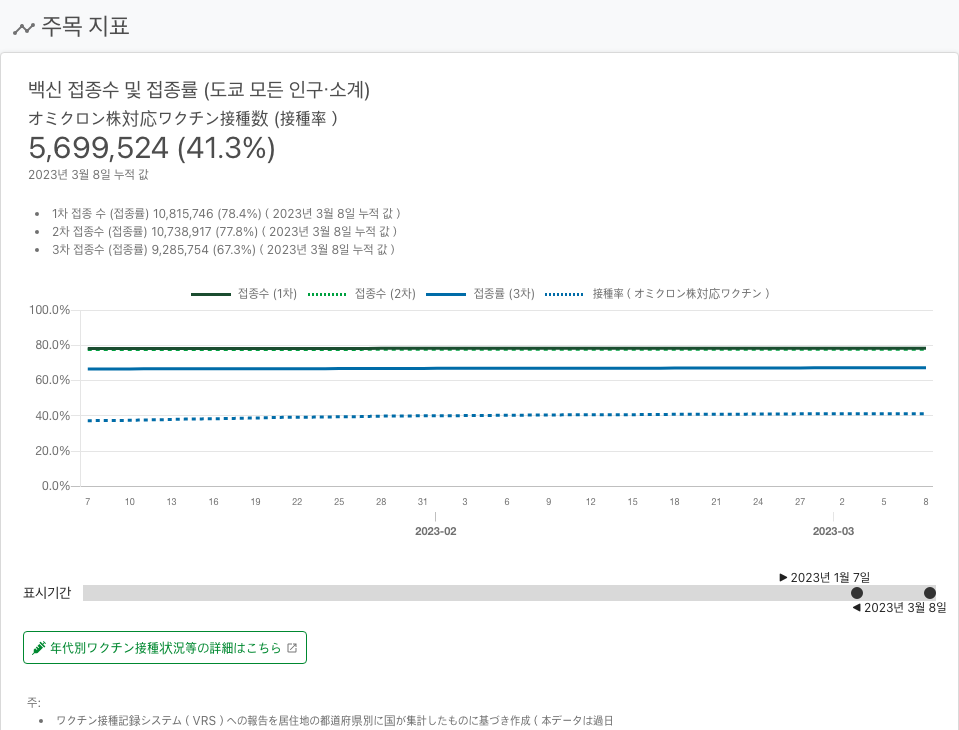 주목 지표
백신 접종수 및 접종률 (도쿄 모든 인구·소계)
オミクロン株対応ワクチン接種数 (接種率 )
5,699,524 (41.3%)
2023년 3월 8일 누적 값
1차 접종 수 (접종률) 10,815,746 (78.4%) ( 2023년 3월 8일 누적 값 )
2차 접종수 (접종률) 10,738,917 (77.8%) ( 2023년 3월 8일 누적 값 )
3차 접종수 (접종률) 9,285,754 (67.3%) ( 2023년 3월 8일 누적 값 )
접종수 (1차) 접종수 (2차) 접종률 (3차) 接種率 ( オミクロン株対応ワクチン )
100.0%
80.0%
60.0%
40.0%
20.0%
0.0%
7 10 13 16 19 22 25 28 31 3 6 9 12 15 18 21 24 27 2 5 8
2023-02 2023-03
▶ 2023년 1월 7일
표시기간
◀ 2023년 3월 8일
年代別ワクチン接種状況等の詳細はこちら
주:
ワクチン接種記録システム ( VRS ) への報告を居住地の都道府県別に国が集計したものに基づき作成 ( 本データは過日